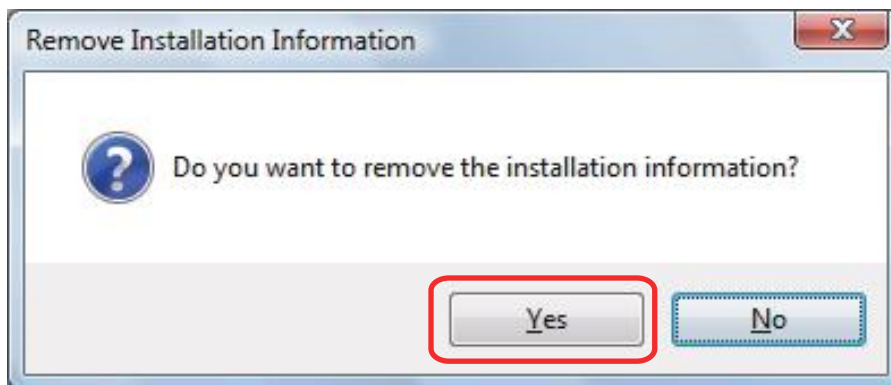 Remove Installation Information
Do you want to remove the installation information?
Yes
No